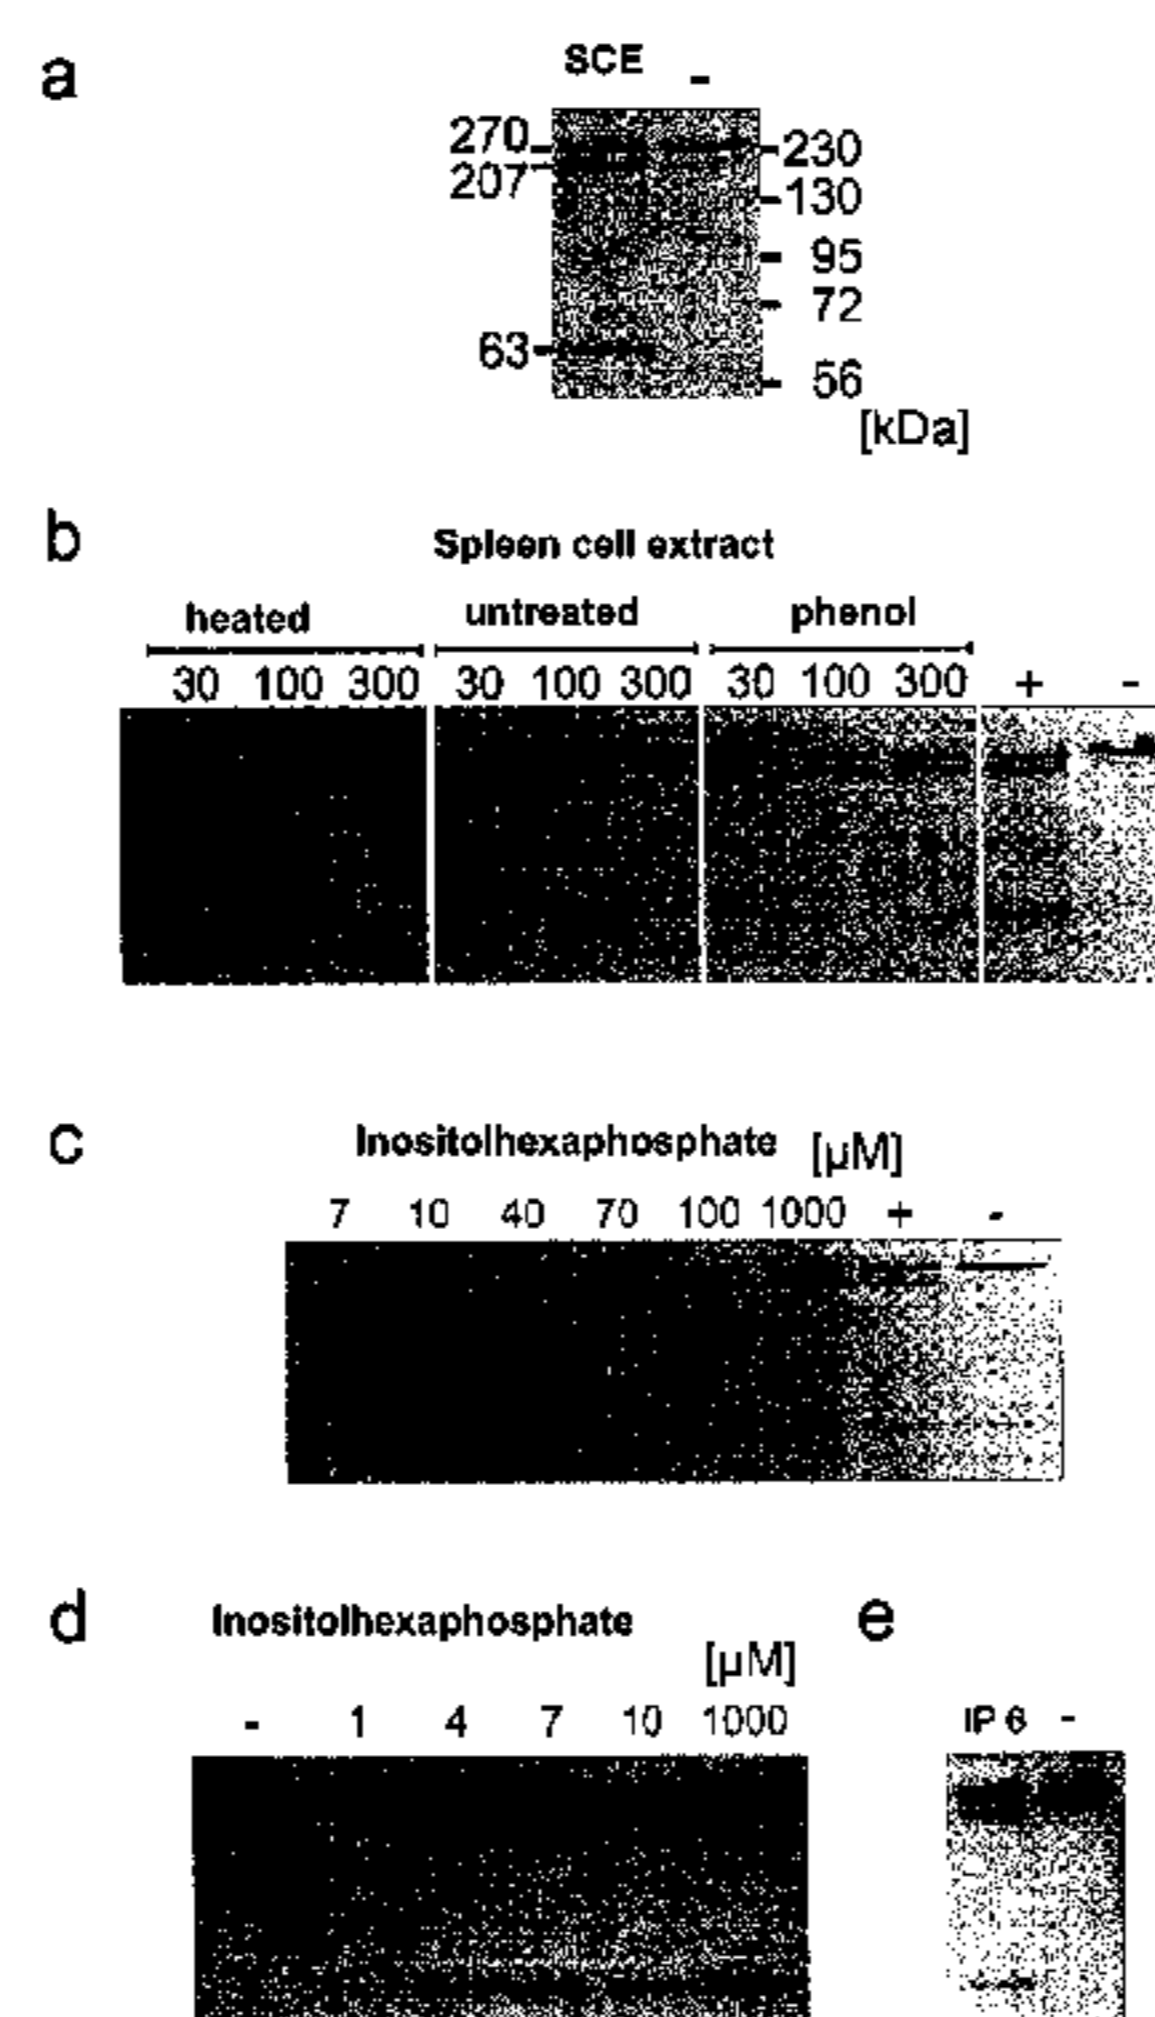 a
SCE -
270 230
207 130
95
72
63
56
[kDa]
b
Spleen cell extract
heated untreated phenol
30 100 300 30 100 300 30 100 300 + -
c
Inositolhexaphosphate [µM]
7 10 40 70 100 1000 + -
d Inositolhexaphosphate e
[µM]
- 1 4 7 10 1000 IP 6 -